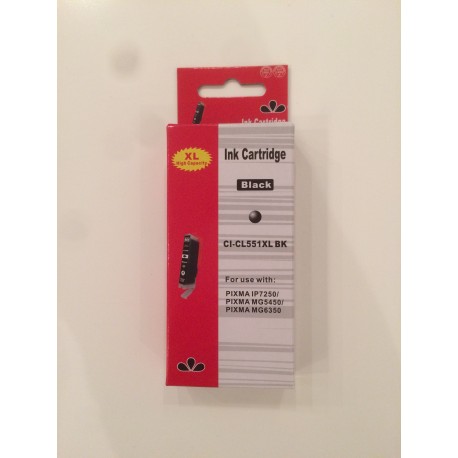 Ink Cartridge
XL
High Capacity
Ink Cartridge
Black
CI-CL551XL BK
For use with:
PIXMA IP7250/
PIXMA MG5450/
PIXMA MG6350